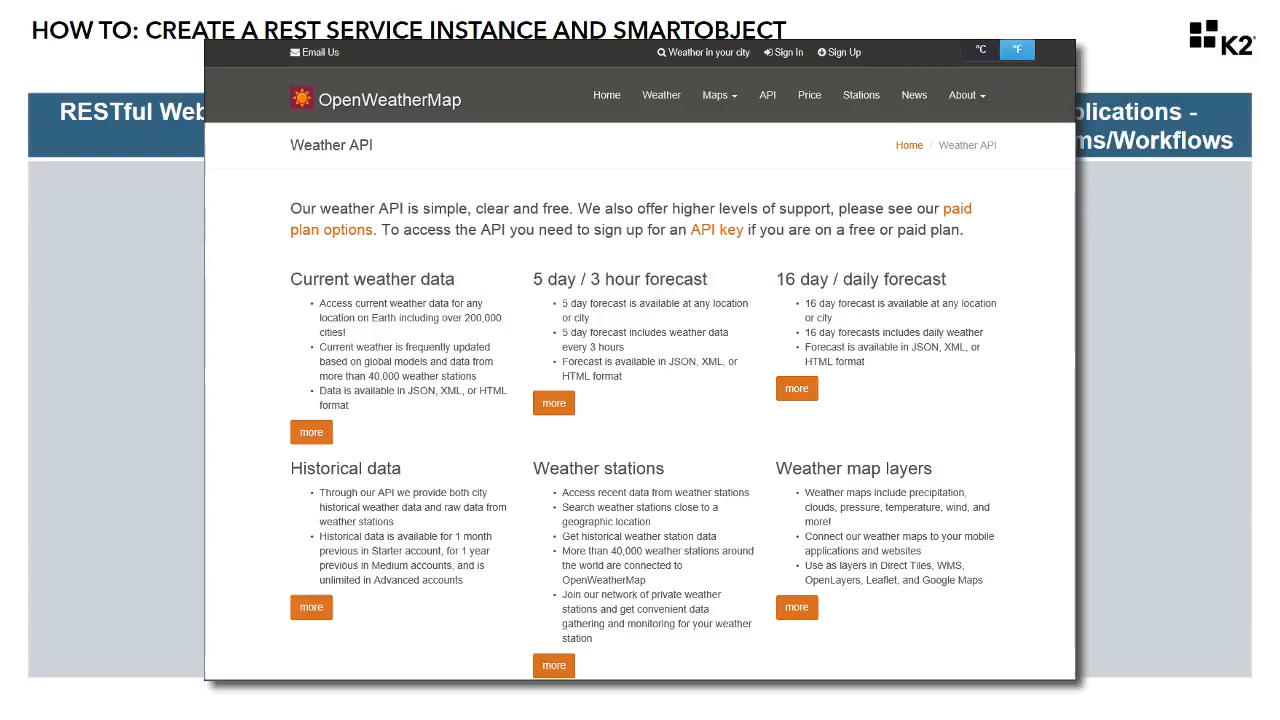 HOW TO: CREATE A REST SERVICE INSTANCE AND SMARTOBJECT
K2
Email Us
Weather in your city
Sign In
Sign Up
°C
°F
OpenWeatherMap
Home
Weather
Maps
API
Price
Stations
News
About
RESTful Web
plications -
ms/Workflows
Weather API
Home / Weather API
Our weather API is simple, clear and free. We also offer higher levels of support, please see our paid
plan options. To access the API you need to sign up for an API key if you are on a free or paid plan.
Current weather data
• Access current weather data for any
location on Earth including over 200,000
cities!
• Current weather is frequently updated
based on global models and data from
more than 40,000 weather stations
• Data is available in JSON, XML, or HTML
format
more
5 day / 3 hour forecast
• 5 day forecast is available at any location
or city
• 5 day forecast includes weather data
every 3 hours
• Forecast is available in JSON, XML, or
HTML format
more
16 day / daily forecast
• 16 day forecast is available at any location
or city
• 16 day forecasts includes daily weather
• Forecast is available in JSON, XML, or
HTML format
more
Historical data
• Through our API we provide both city
historical weather data and raw data from
weather stations
• Historical data is available for 1 month
previous in Starter account, for 1 year
previous in Medium accounts, and is
unlimited in Advanced accounts
more
Weather stations
• Access recent data from weather stations
• Search weather stations close to a
geographic location
• Get historical weather station data
• More than 40,000 weather stations around
the world are connected to
OpenWeatherMap
• Join our network of private weather
stations and get convenient data
gathering and monitoring for your weather
station
more
Weather map layers
• Weather maps include precipitation,
clouds, pressure, temperature, wind, and
more!
• Connect our weather maps to your mobile
applications and websites
• Use as layers in Direct Tiles, WMS,
OpenLayers, Leaflet, and Google Maps
more